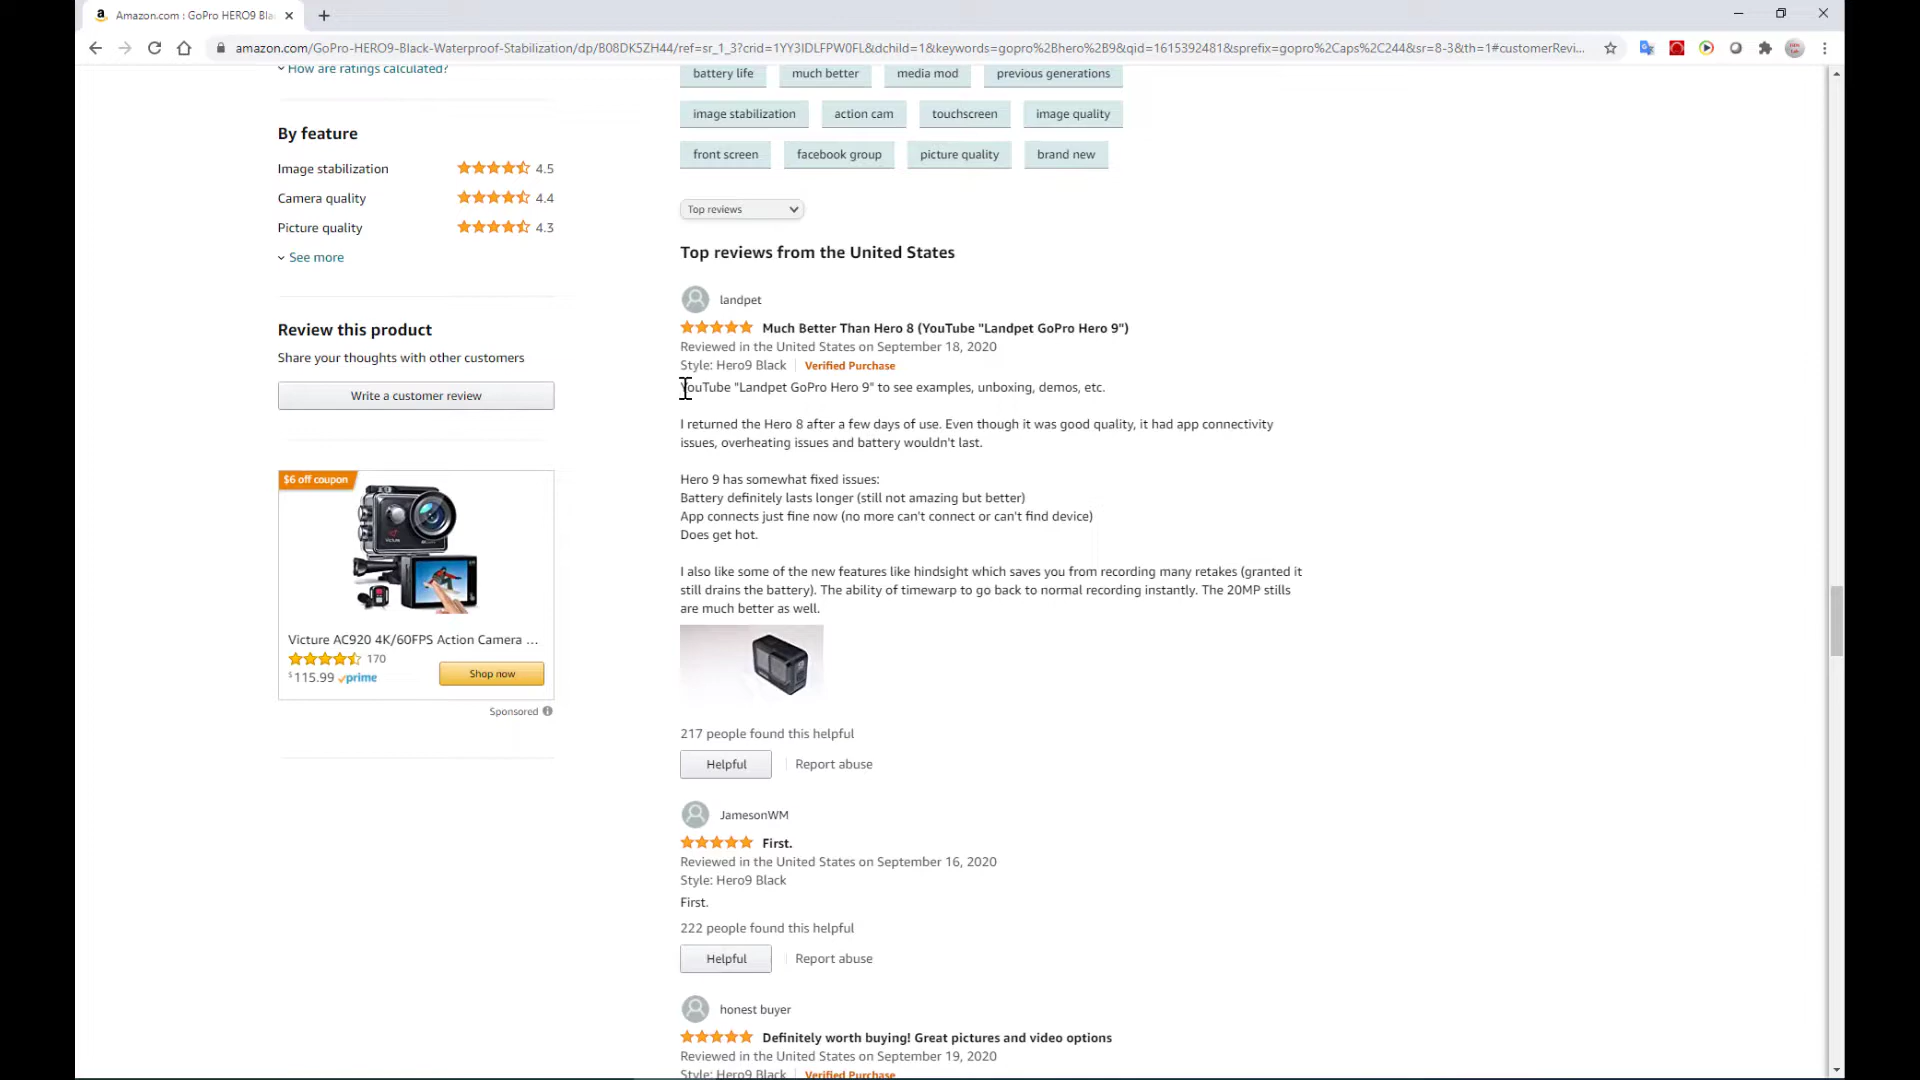 Amazon.com : GoPro HERO9 Bla
amazon.com/GoPro-HERO9-Black-Waterproof-Stabilization/dp/B08DK5ZH44/ref=sr_1_3?crid=1YY3IDLFPW0FL&dchild=1&keywords=gopro%2Bhero%2B9&qid=1615392481&sprefix=gopro%2Caps%2C244&sr=8-3&th=1#customerRevi...
How are ratings calculated?
By feature
Image stabilization 4.5
Camera quality 4.4
Picture quality 4.3
See more
Review this product
Share your thoughts with other customers
Write a customer review
$6 off coupon
Victure AC920 4K/60FPS Action Camera ...
170
$115.99 prime
Shop now
Sponsored
battery life much better media mod previous generations
image stabilization action cam touchscreen image quality
front screen facebook group picture quality brand new
Top reviews
Top reviews from the United States
landpet
Much Better Than Hero 8 (YouTube "Landpet GoPro Hero 9")
Reviewed in the United States on September 18, 2020
Style: Hero9 Black Verified Purchase
YouTube "Landpet GoPro Hero 9" to see examples, unboxing, demos, etc.
I returned the Hero 8 after a few days of use. Even though it was good quality, it had app connectivity
issues, overheating issues and battery wouldn't last.
Hero 9 has somewhat fixed issues:
Battery definitely lasts longer (still not amazing but better)
App connects just fine now (no more can't connect or can't find device)
Does get hot.
I also like some of the new features like hindsight which saves you from recording many retakes (granted it
still drains the battery). The ability of timewarp to go back to normal recording instantly. The 20MP stills
are much better as well.
217 people found this helpful
Helpful Report abuse
JamesonWM
First.
Reviewed in the United States on September 16, 2020
Style: Hero9 Black
First.
222 people found this helpful
Helpful Report abuse
honest buyer
Definitely worth buying! Great pictures and video options
Reviewed in the United States on September 19, 2020
Style: Hero9 Black Verified Purchase